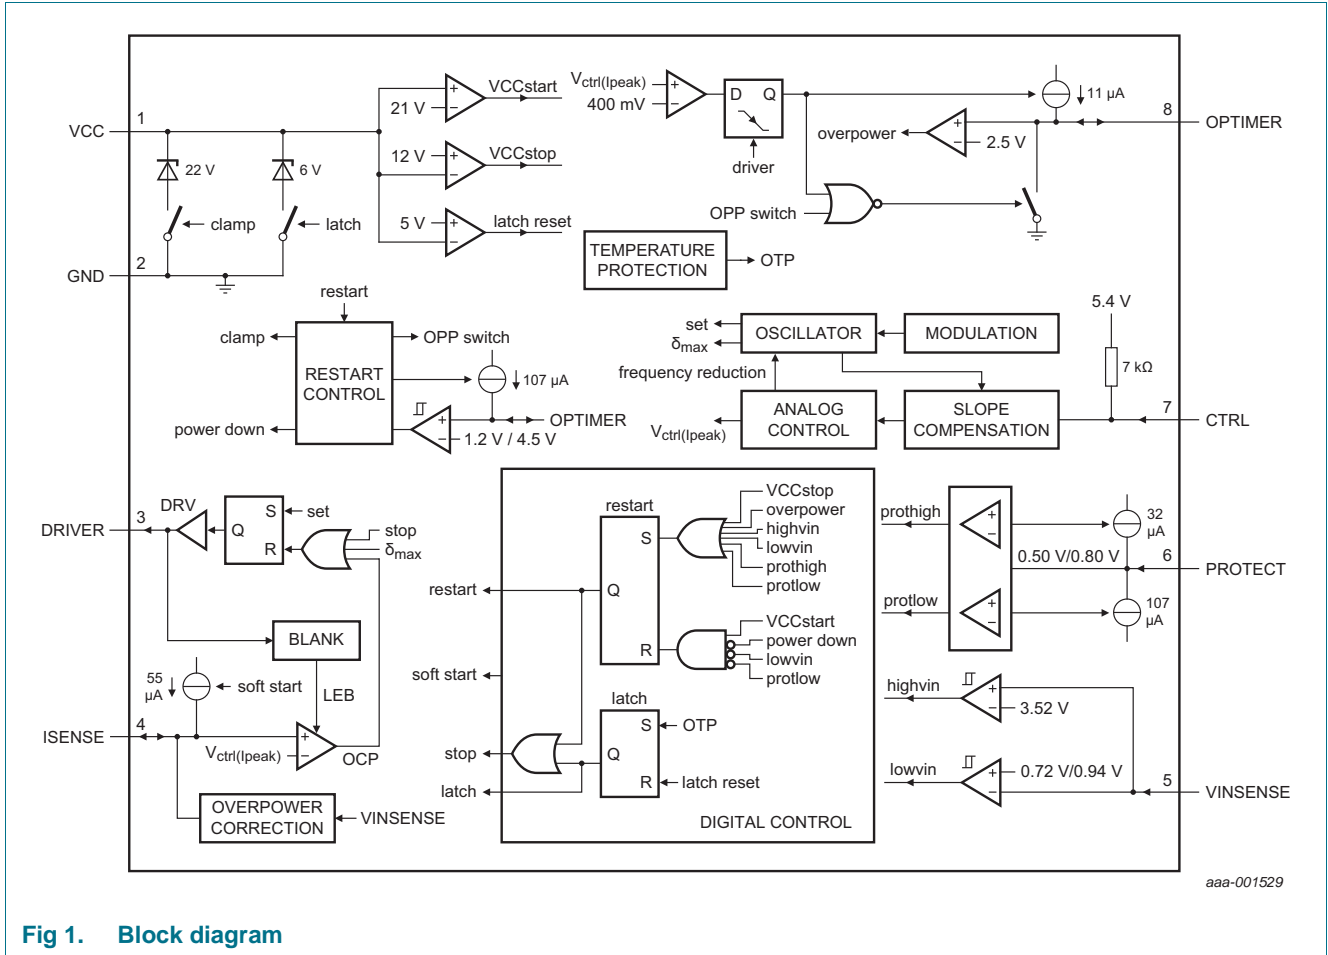 VCC
1
22 V
6 V
clamp
latch
GND
2
21 V
+
−
VCCstart
12 V
+
−
VCCstop
5 V
+
−
latch reset
Vctrl(Ipeak)
400 mV
+
−
D Q
driver
OPP switch
overpower
+
−
2.5 V
11 μA
8
OPTIMER
TEMPERATURE
PROTECTION
OTP
restart
clamp
RESTART
CONTROL
OPP switch
107 μA
power down
+
−
OPTIMER
1.2 V / 4.5 V
set
δmax
OSCILLATOR
MODULATION
frequency reduction
Vctrl(Ipeak)
ANALOG
CONTROL
SLOPE
COMPENSATION
5.4 V
7 kΩ
7
CTRL
DRIVER
3
DRV
Q
S
R
set
stop
δmax
BLANK
LEB
55
μA
soft start
ISENSE
4
Vctrl(Ipeak)
+
−
OCP
OVERPOWER
CORRECTION
VINSENSE
restart
S
Q
R
VCCstop
overpower
highvin
lowvin
prothigh
protlow
VCCstart
power down
lowvin
protlow
restart
soft start
stop
latch
latch
S
Q
R
OTP
latch reset
DIGITAL CONTROL
prothigh
+
−
protlow
+
−
0.50 V/0.80 V
32
μA
107
μA
6
PROTECT
highvin
+
−
3.52 V
lowvin
+
−
0.72 V/0.94 V
5
VINSENSE
aaa-001529
Fig 1. Block diagram